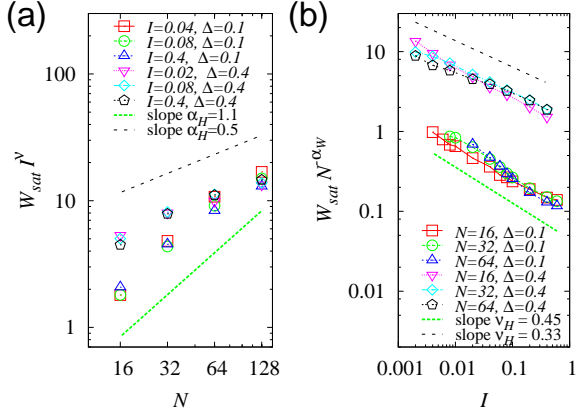 (a)
300
100
10
1
16
32
64
128
W_sat I^ν
N
I=0.04, Δ=0.1
I=0.08, Δ=0.1
I=0.4, Δ=0.1
I=0.02, Δ=0.4
I=0.08, Δ=0.4
I=0.4, Δ=0.4
slope α_H=1.1
slope α_H=0.5
(b)
10
1
0.1
0.01
0.001
0.01
0.1
1
W_sat N^-α_W
I
N=16, Δ=0.1
N=32, Δ=0.1
N=64, Δ=0.1
N=16, Δ=0.4
N=32, Δ=0.4
N=64, Δ=0.4
slope ν_H = 0.45
slope ν_H = 0.33